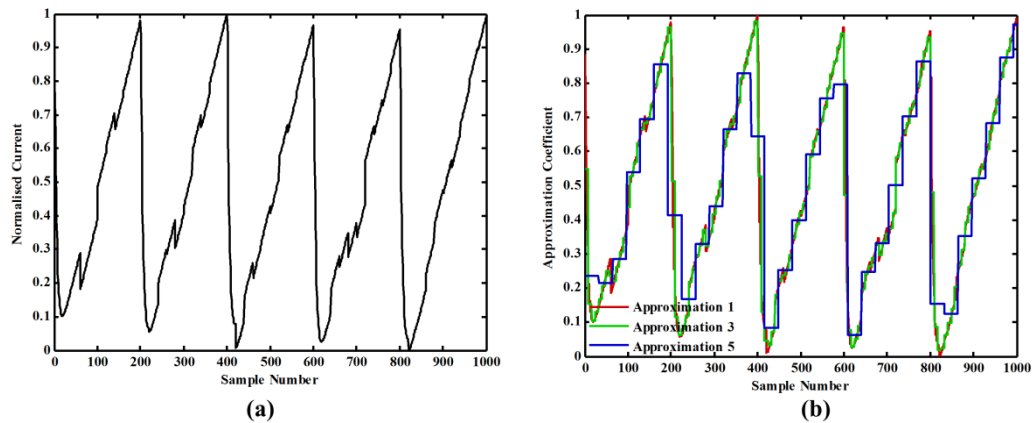 1
0.9
0.8
0.7
0.6
0.5
0.4
0.3
0.2
0.1
0
Normalised Current
0 100 200 300 400 500 600 700 800 900 1000
Sample Number
(a)
1
0.9
0.8
0.7
0.6
0.5
0.4
0.3
0.2
0.1
0
Approximation Coefficient
Approximation 1
Approximation 3
Approximation 5
0 100 200 300 400 500 600 700 800 900 1000
Sample Number
(b)